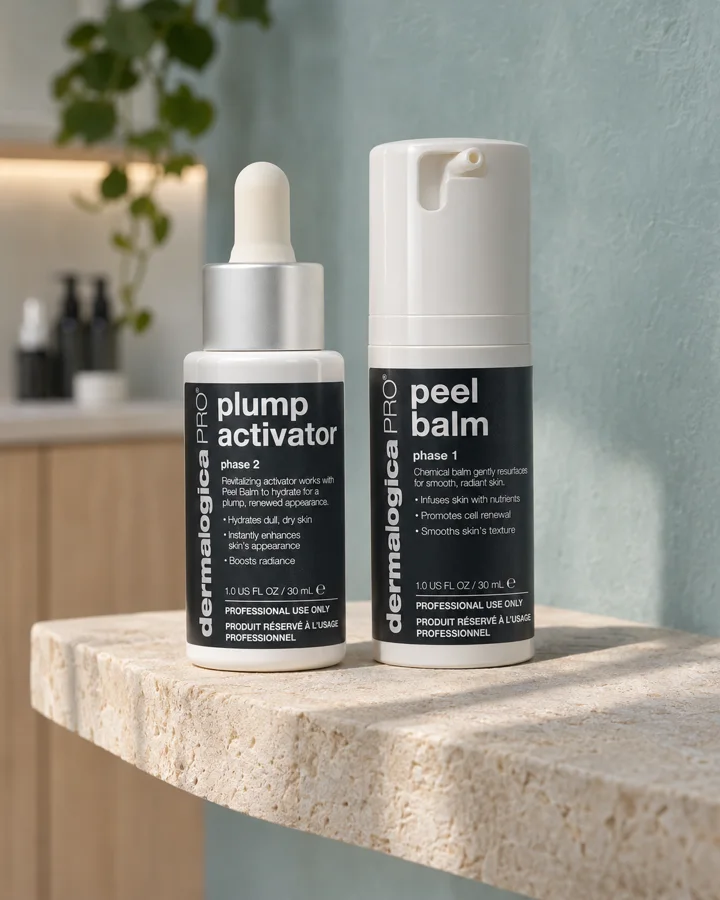 dermalogica PRO®
plump
activator
phase 2
Revitalizing activator works with
Peel Balm to hydrate for a
plump, renewed appearance.
• Hydrates dull, dry skin
• Instantly enhances
skin's appearance
• Boosts radiance
1.0 US FL OZ / 30 mL ℮
PROFESSIONAL USE ONLY
PRODUIT RÉSERVÉ À L'USAGE
PROFESSIONNEL
dermalogica PRO®
peel
balm
phase 1
Chemical balm gently resurfaces
for smooth, radiant skin.
• Infuses skin with nutrients
• Promotes cell renewal
• Smooths skin's texture
1.0 US FL OZ / 30 mL ℮
PROFESSIONAL USE ONLY
PRODUIT RÉSERVÉ À L'USAGE
PROFESSIONNEL